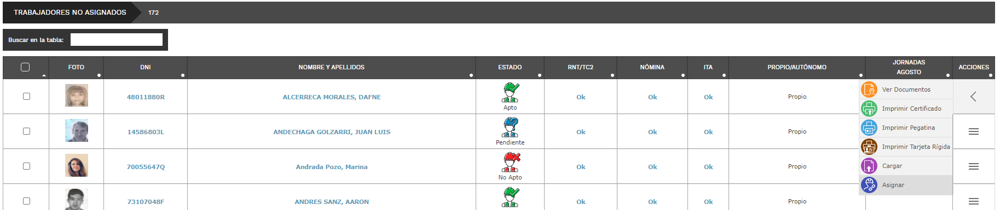 TRABAJADORES NO ASIGNADOS 172
Buscar en la tabla:
FOTO DNI NOMBRE Y APELLIDOS ESTADO RNT/TC2 NÓMINA ITA PROPIO/AUTÓNOMO JORNADAS AGOSTO ACCIONES
48011880R ALCERRECA MORALES, DAFNE Apto Ok Ok Ok Propio
14586803L ANDECHAGA GOLZARRI, JUAN LUIS Pendiente Ok Ok Ok Propio
70055647Q Andrada Pozo, Marina No Apto Ok Ok Ok Propio
73107048F ANDRES SANZ, AARON Ok Ok Ok Propio
Ver Documentos
Imprimir Certificado
Imprimir Pegatina
Imprimir Tarjeta Rígida
Cargar
Asignar